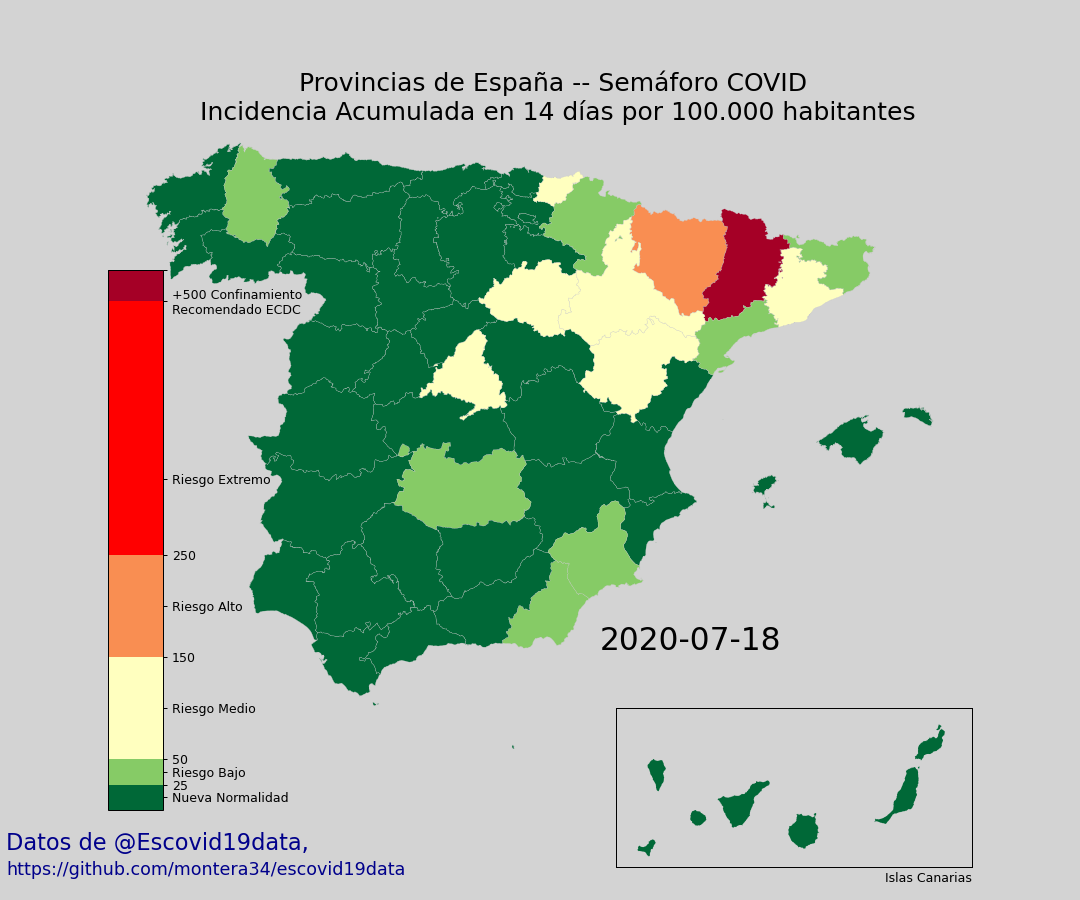 Provincias de España -- Semáforo COVID
Incidencia Acumulada en 14 días por 100.000 habitantes
+500 Confinamiento
Recomendado ECDC
Riesgo Extremo
250
Riesgo Alto
150
Riesgo Medio
50
Riesgo Bajo
25
Nueva Normalidad
2020-07-18
Islas Canarias
Datos de @Escovid19data,
https://github.com/montera34/escovid19data